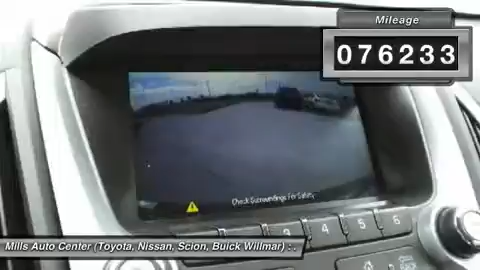 Mileage
076233
Check Surroundings For Safety
3 4 5 6
Mills Auto Center (Toyota, Nissan, Scion, Buick Willmar) : .